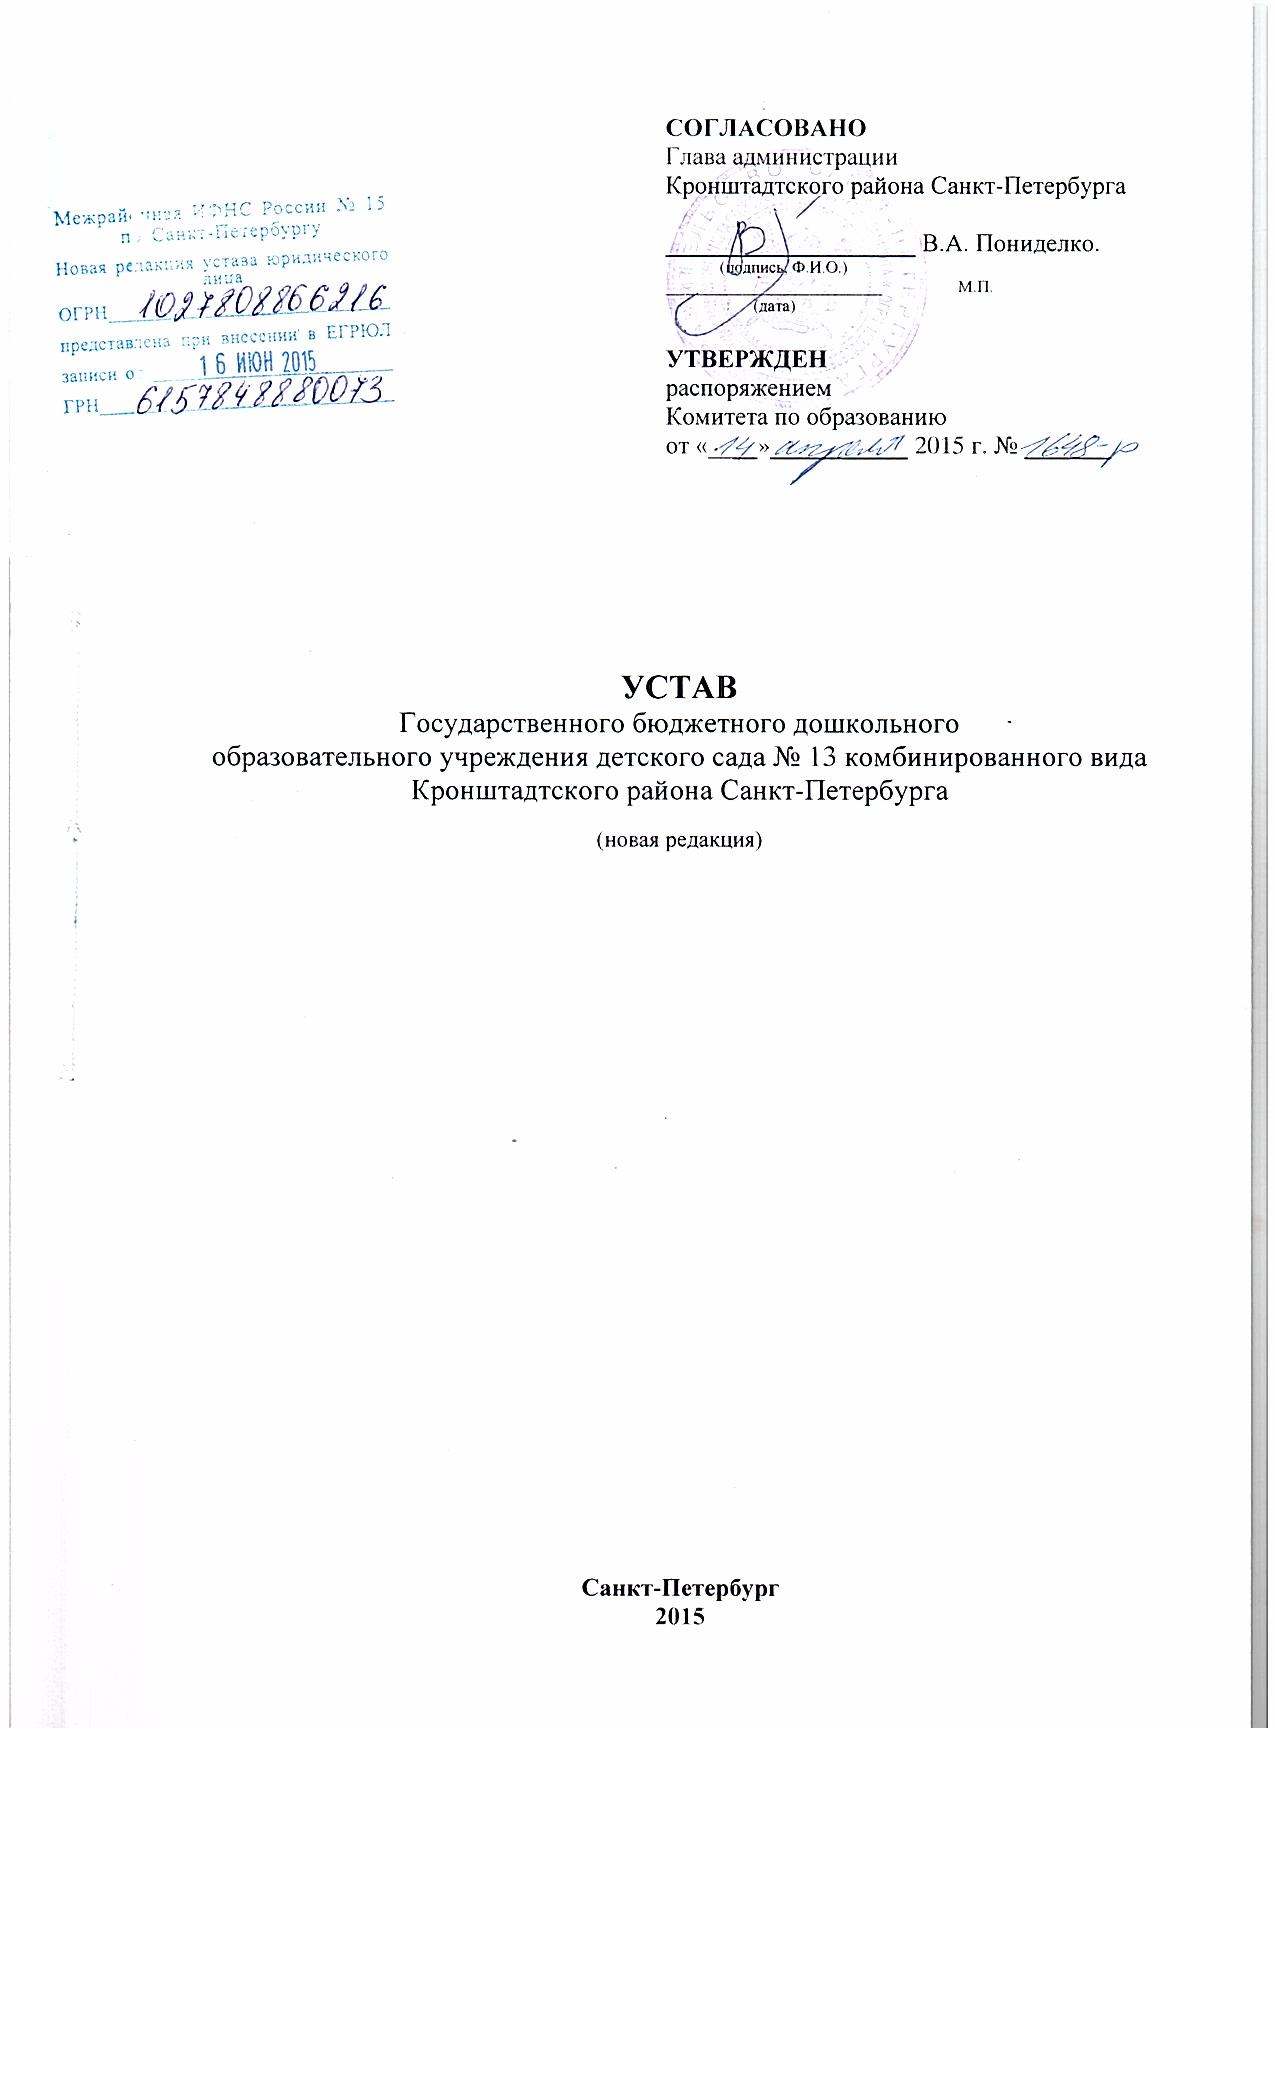 Межрайонная ИФНС России № 15
по Санкт-Петербургу
Новая редакция устава юридического
лица
ОГРН 1027808866216
представлена при внесении в ЕГРЮЛ
записи о 16 ИЮН 2015
ГРН 6157848880073
СОГЛАСОВАНО
Глава администрации
Кронштадтского района Санкт-Петербурга
В.А. Пониделко.
(подпись, Ф.И.О.)
М.П.
(дата)
УТВЕРЖДЕН
распоряжением
Комитета по образованию
от «14» апреля 2015 г. № 1648-р
УСТАВ
Государственного бюджетного дошкольного
образовательного учреждения детского сада № 13 комбинированного вида
Кронштадтского района Санкт-Петербурга
(новая редакция)
Санкт-Петербург
2015